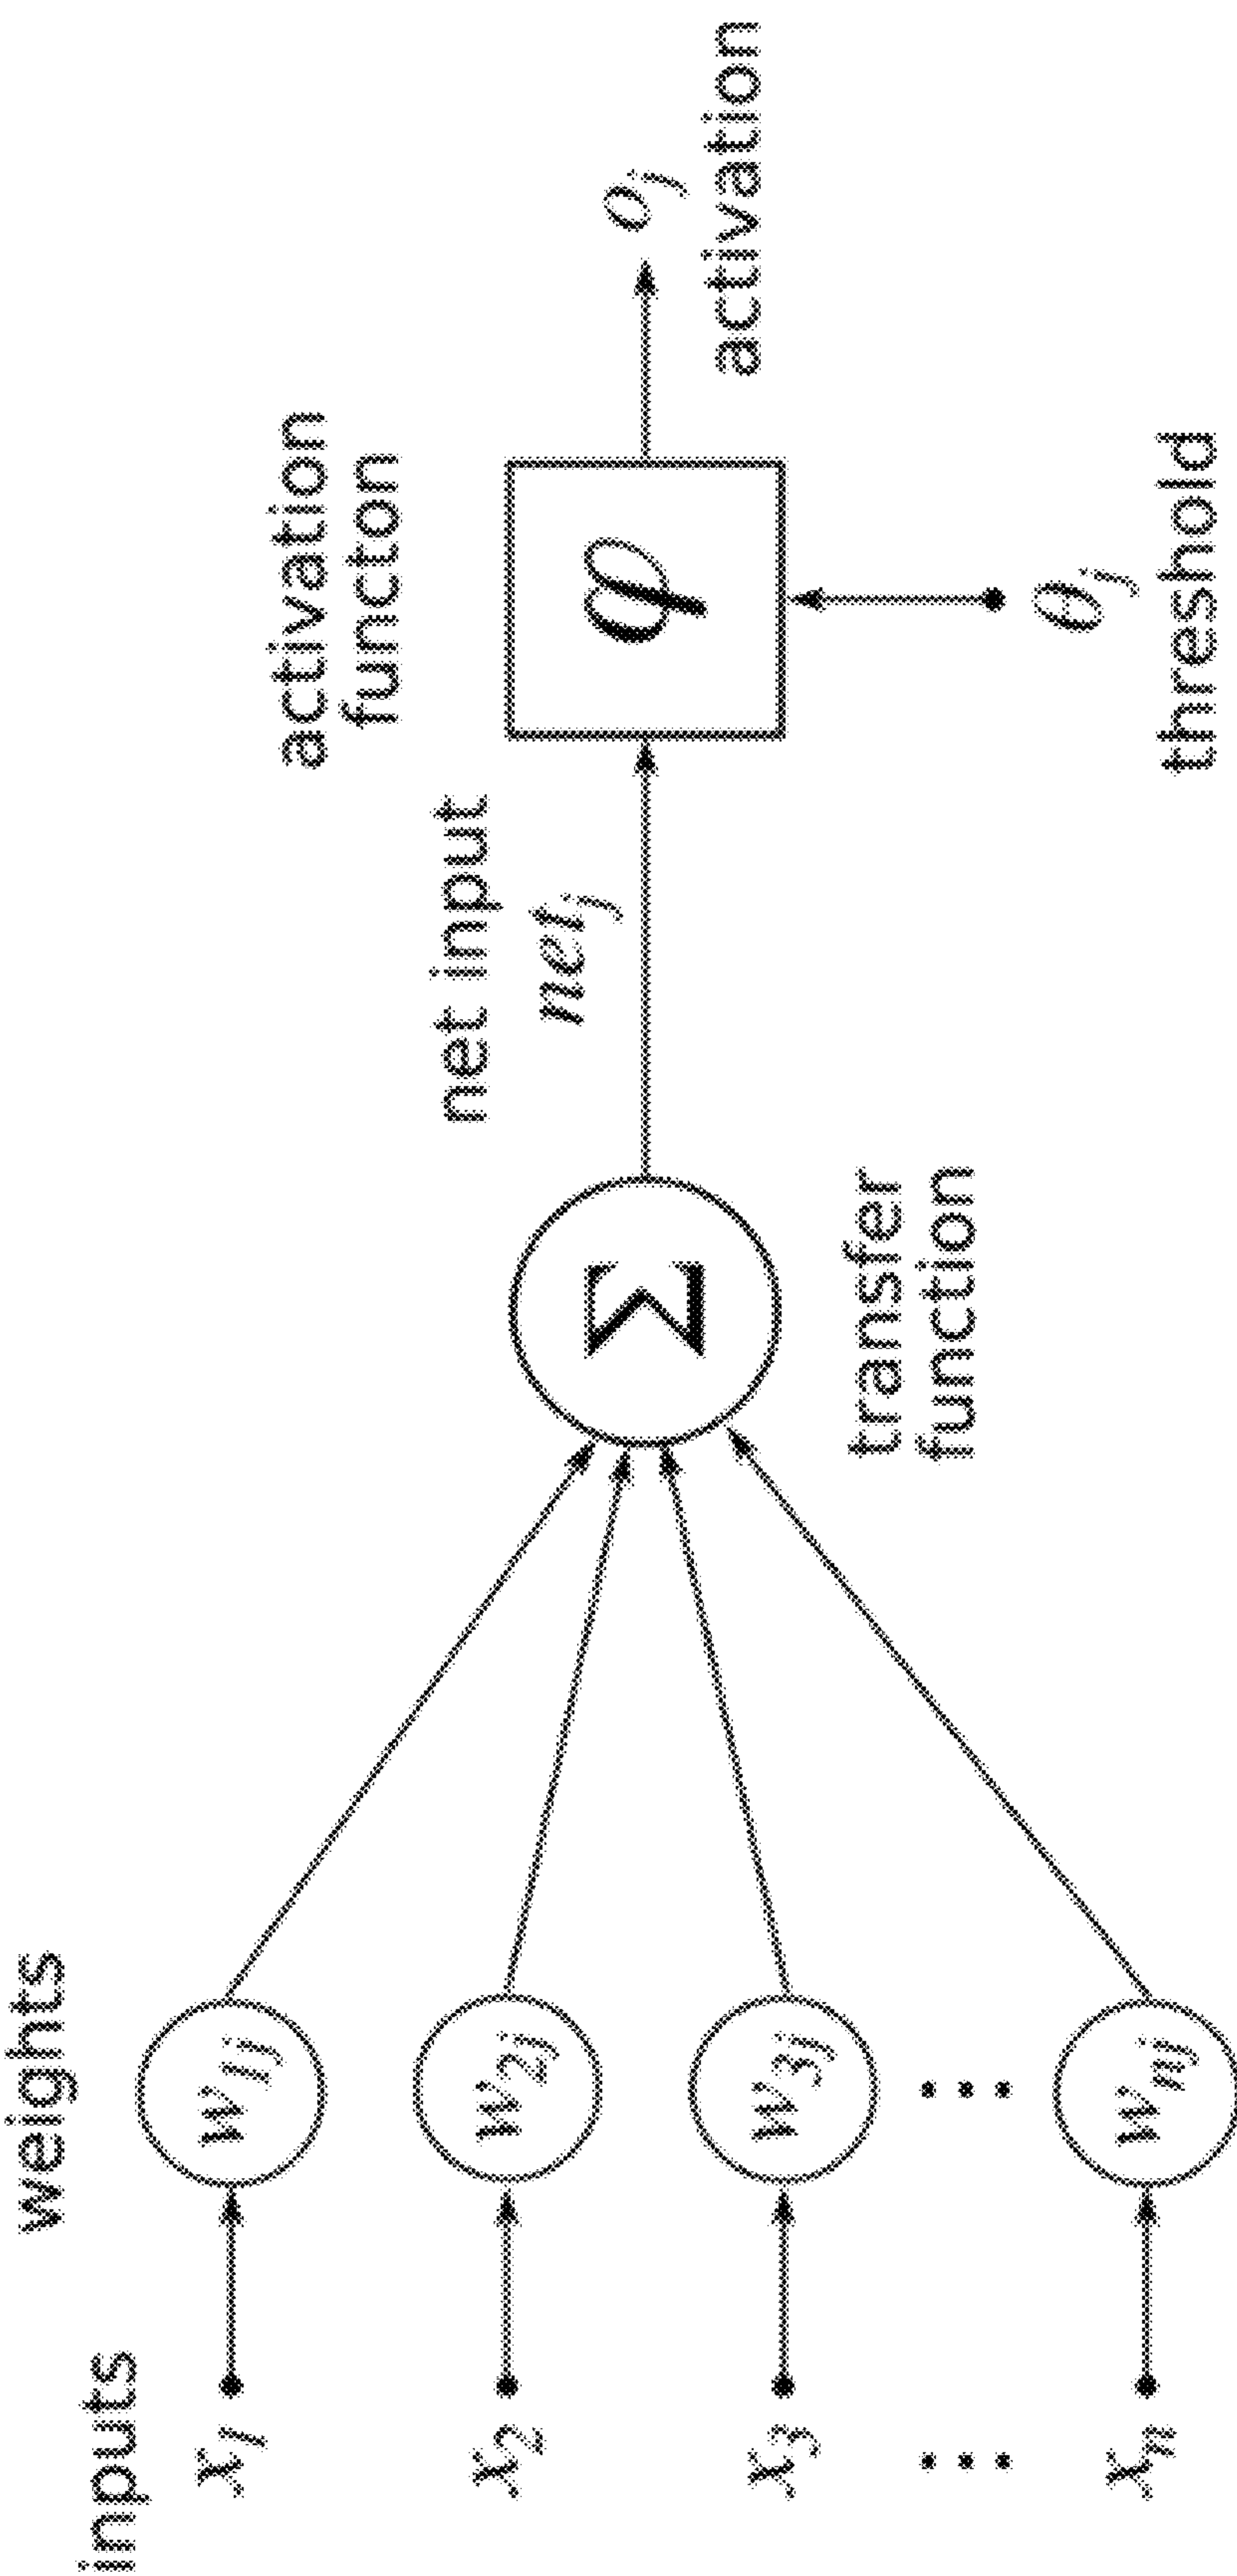 inputs
weights
x1
x2
x3
xn
w1j
w2j
w3j
wnj
Σ
transfer
function
net input
netj
activation
functon
φ
θj
threshold
oj
activation